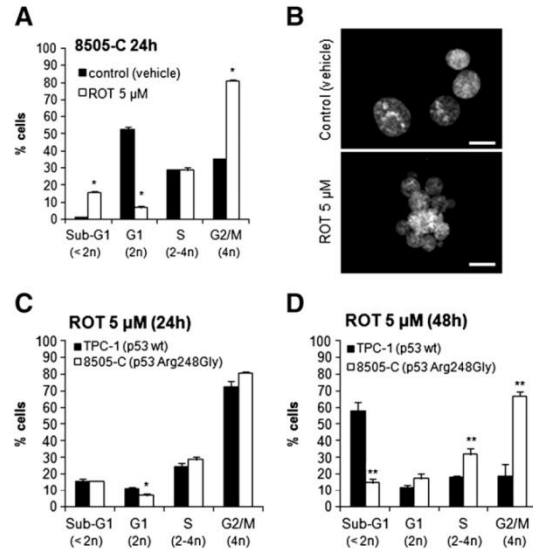 A
8505-C 24h
control (vehicle)
ROT 5 µM
% cells
100
90
80
70
60
50
40
30
20
10
0
*
*
*
Sub-G1 G1 S G2/M
(<2n) (2n) (2-4n) (4n)
B
Control (vehicle)
ROT 5 µM
C
ROT 5 µM (24h)
TPC-1 (p53 wt)
8505-C (p53 Arg248Gly)
% cells
100
90
80
70
60
50
40
30
20
10
0
*
Sub-G1 G1 S G2/M
(<2n) (2n) (2-4n) (4n)
D
ROT 5 µM (48h)
TPC-1 (p53 wt)
8505-C (p53 Arg248Gly)
% cells
100
90
80
70
60
50
40
30
20
10
0
**
**
**
Sub-G1 G1 S G2/M
(<2n) (2n) (2-4n) (4n)